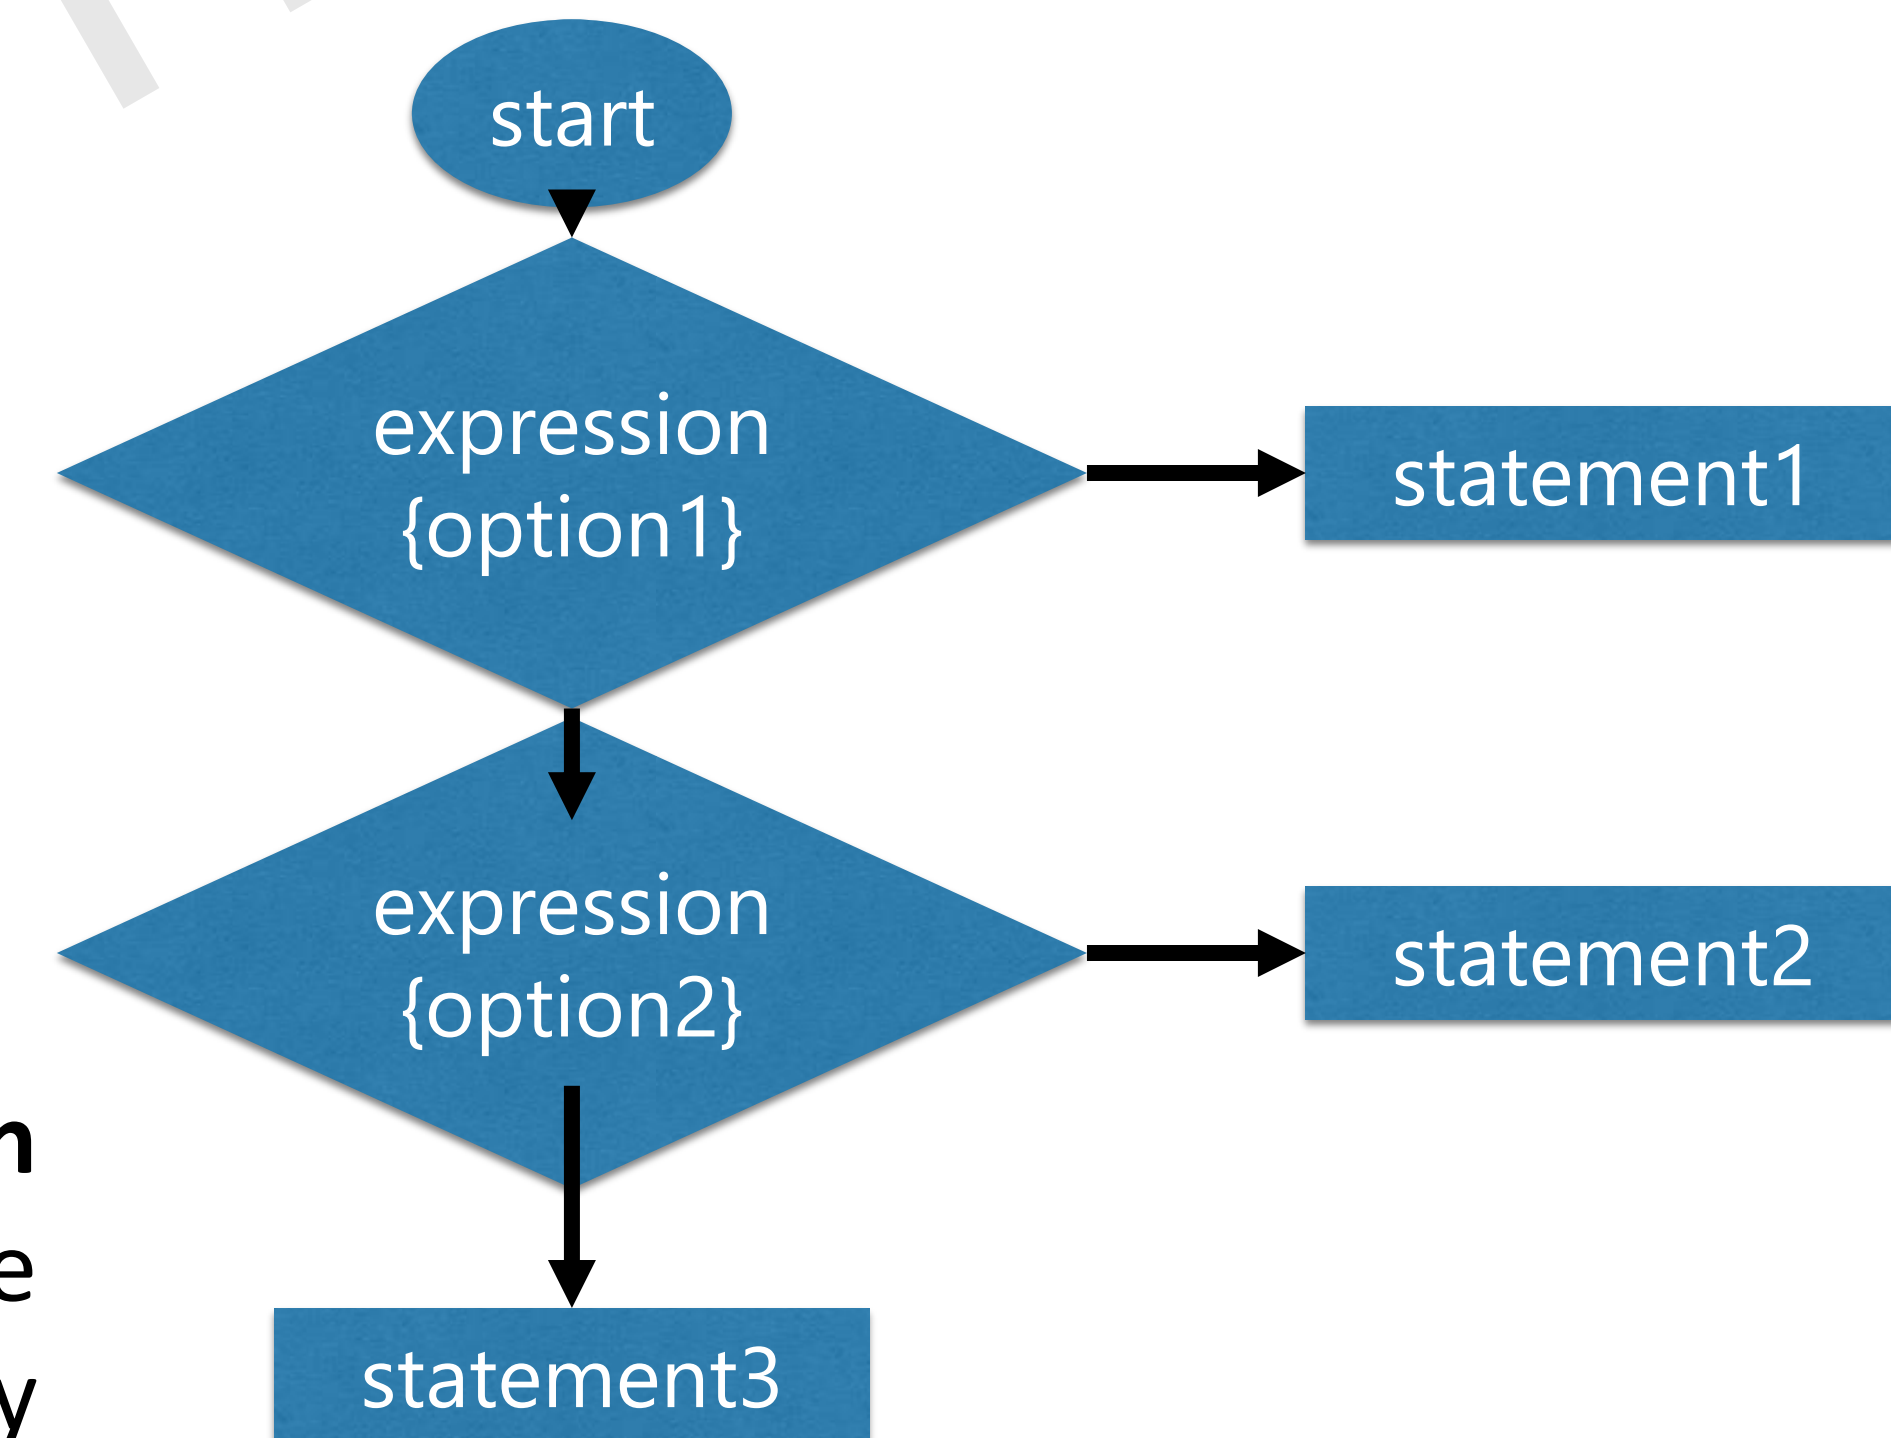 start
expression
{option1}
statement1
expression
{option2}
statement2
statement3